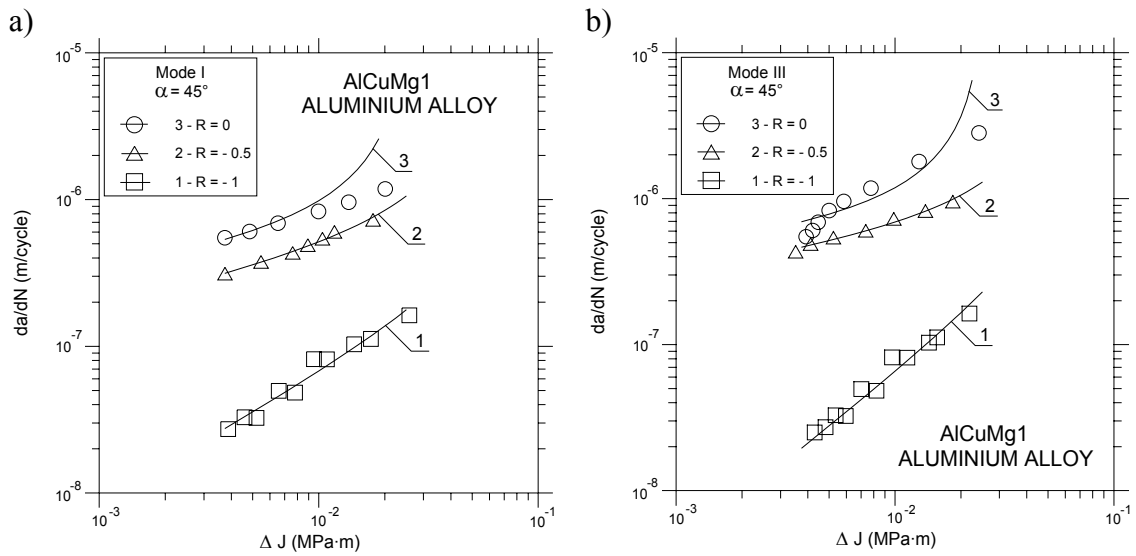 a)
10⁻⁵
Mode I
α = 45°
3 - R = 0
2 - R = - 0.5
1 - R = - 1
AlCuMg1
ALUMINIUM ALLOY
3
10⁻⁶
2
da/dN (m/cycle)
10⁻⁷
1
10⁻⁸
10⁻³
10⁻²
10⁻¹
Δ J (MPa·m)
b)
10⁻⁵
Mode III
α = 45°
3 - R = 0
2 - R = - 0.5
1 - R = - 1
3
10⁻⁶
2
da/dN (m/cycle)
10⁻⁷
1
AlCuMg1
ALUMINIUM ALLOY
10⁻⁸
10⁻³
10⁻²
10⁻¹
Δ J (MPa·m)